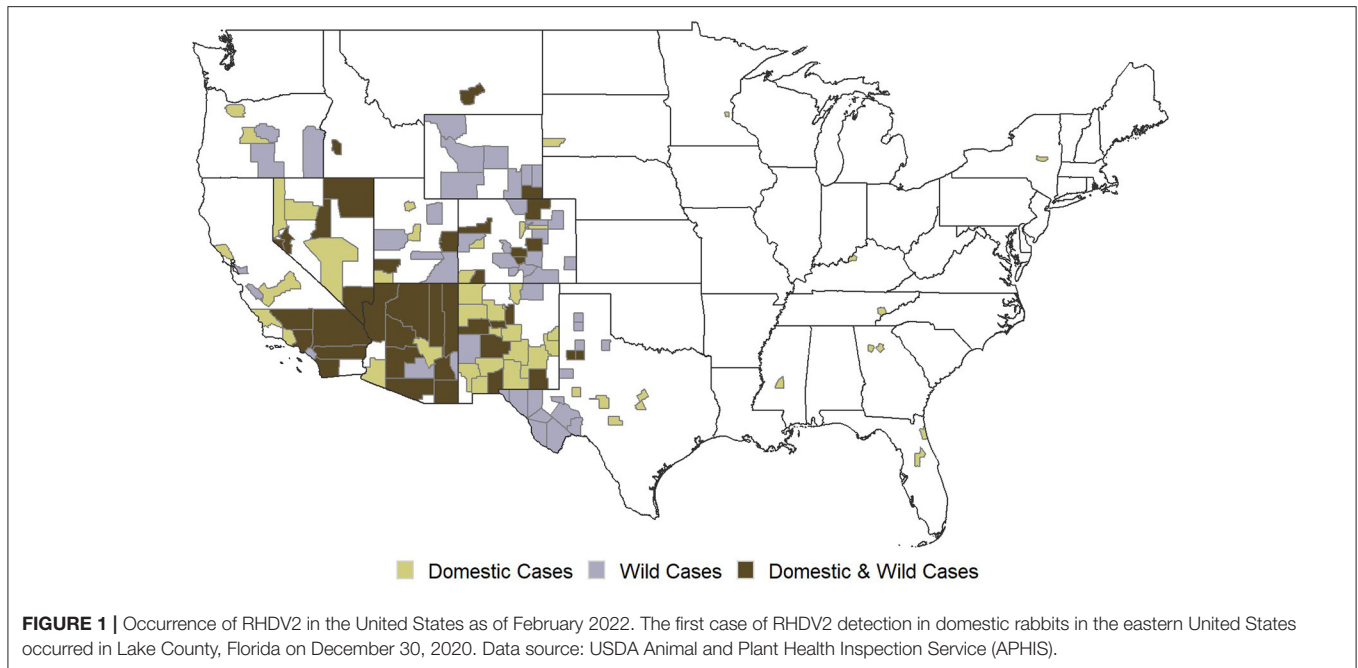 Domestic Cases Wild Cases Domestic & Wild Cases
FIGURE 1 | Occurrence of RHDV2 in the United States as of February 2022. The first case of RHDV2 detection in domestic rabbits in the eastern United States
occurred in Lake County, Florida on December 30, 2020. Data source: USDA Animal and Plant Health Inspection Service (APHIS).